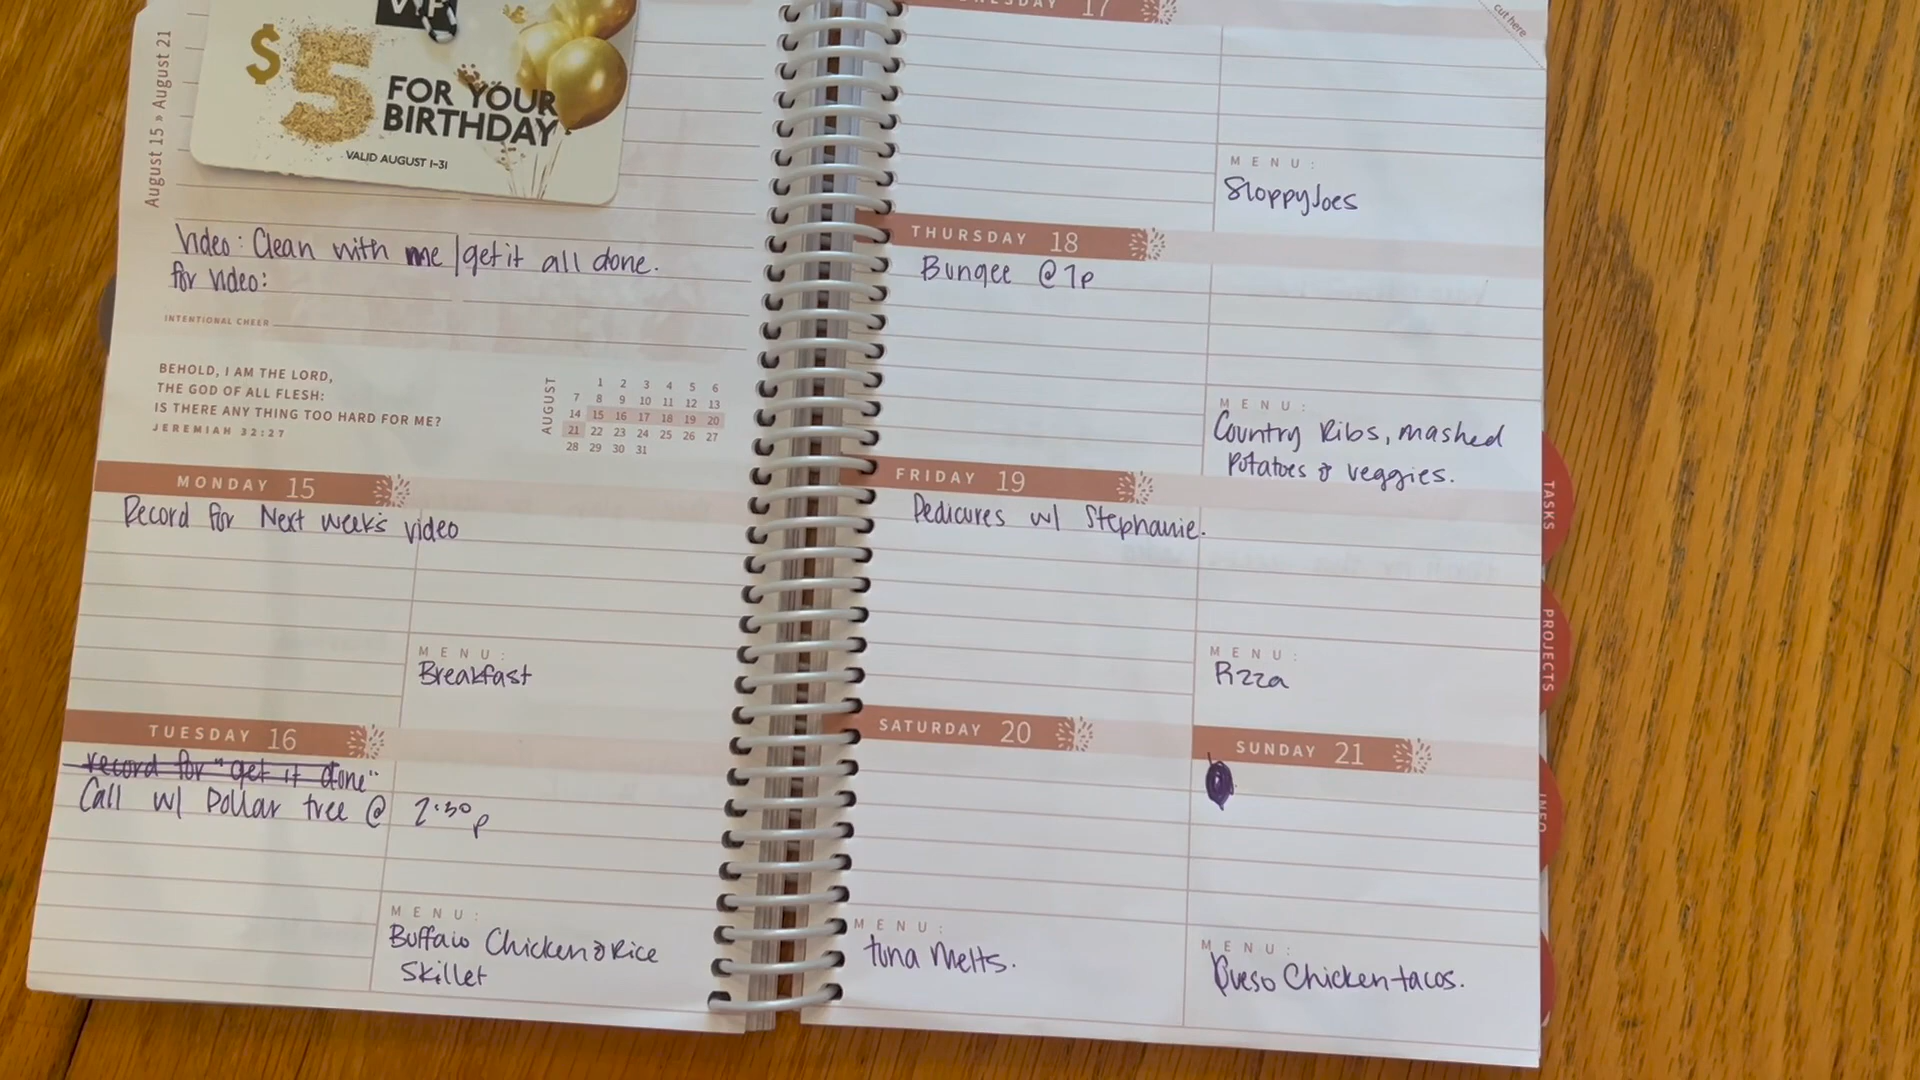 VIP
$5
FOR YOUR
BIRTHDAY
VALID AUGUST 1-31
August 15 » August 21
Video: Clean with me | get it all done.
for video:
INTENTIONAL CHEER
BEHOLD, I AM THE LORD,
THE GOD OF ALL FLESH:
IS THERE ANY THING TOO HARD FOR ME?
JEREMIAH 32:27
AUGUST
1 2 3 4 5 6
7 8 9 10 11 12 13
14 15 16 17 18 19 20
21 22 23 24 25 26 27
28 29 30 31
MONDAY 15
Record for Next week's video
MENU:
Breakfast
TUESDAY 16
record for "get it done"
Call w/ Dollar tree @ 2:30p
MENU:
Buffalo Chicken & Rice
Skillet
17
cut here
MENU:
Sloppy Joes
THURSDAY 18
Bungee @ 7p
MENU:
Country Ribs, mashed
Potatoes & veggies.
FRIDAY 19
Pedicures w/ Stephanie.
MENU:
Pizza
SATURDAY 20
MENU:
tuna melts.
SUNDAY 21
MENU:
Queso Chicken tacos.
TASKS
PROJECTS
INFO